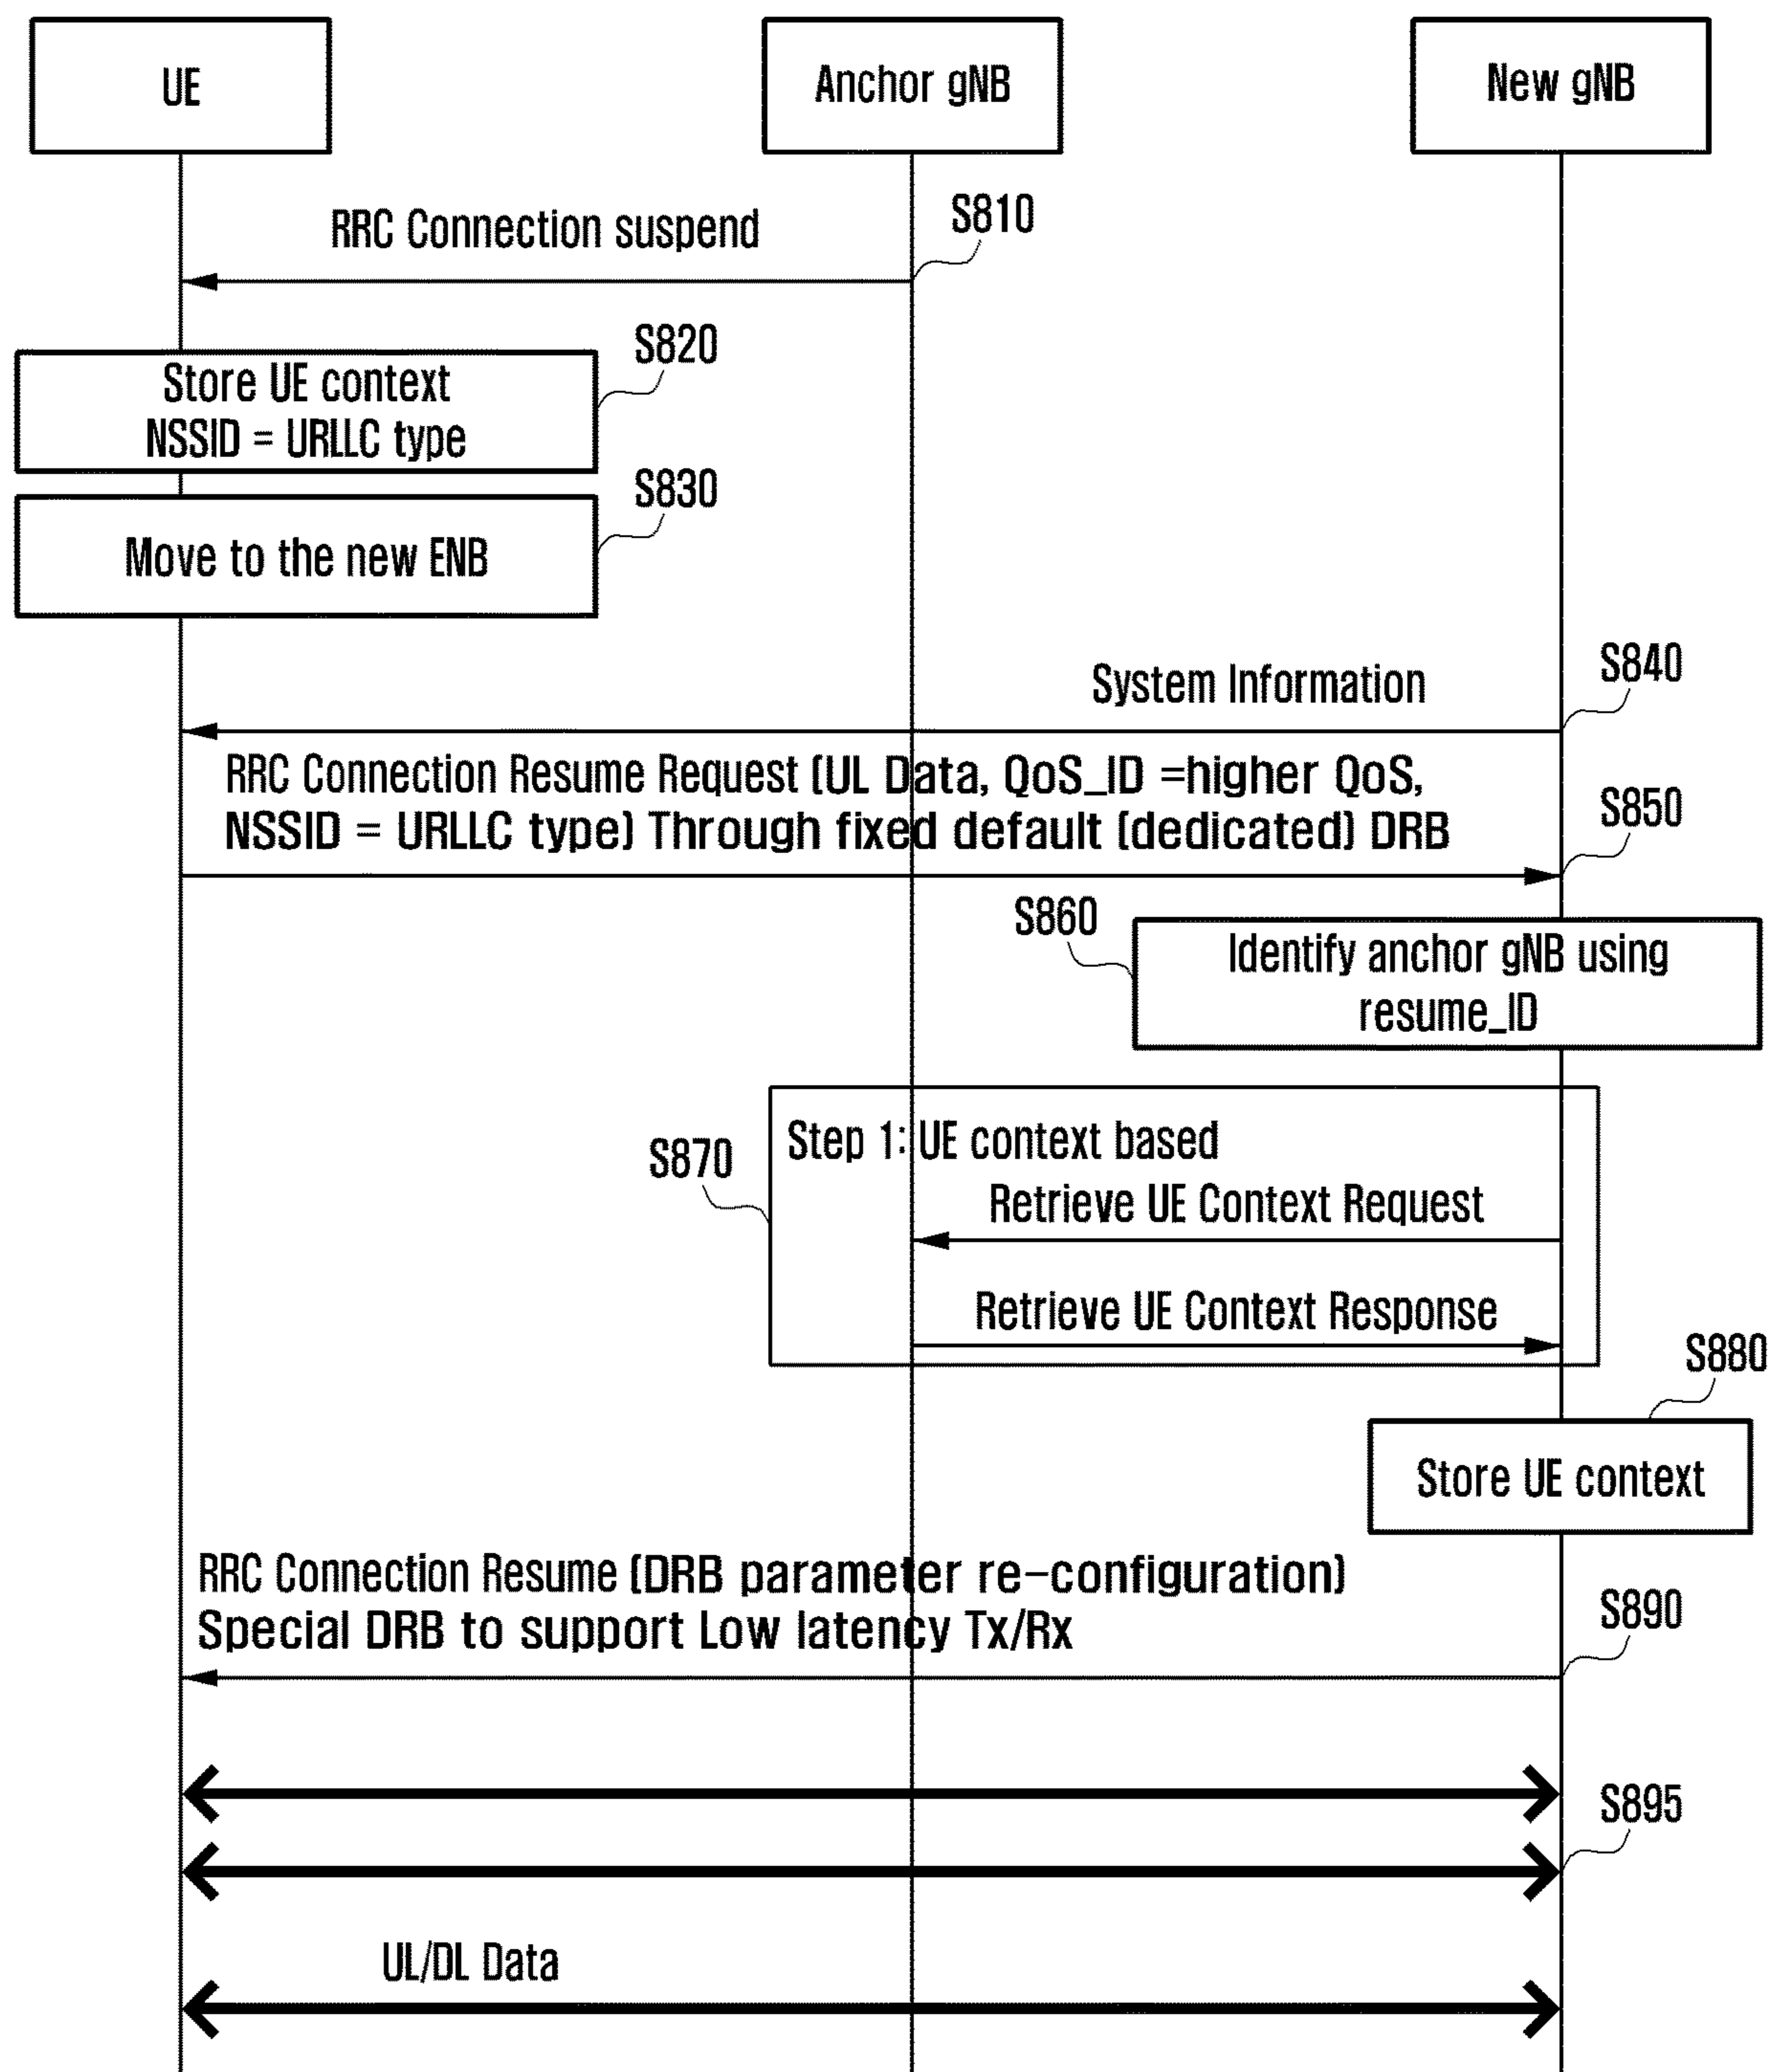 UE
Anchor gNB
New gNB
S810
RRC Connection suspend
S820
Store UE context
NSSID = URLLC type
S830
Move to the new ENB
S840
System Information
RRC Connection Resume Request (UL Data, QoS_ID =higher QoS,
NSSID = URLLC type) Through fixed default (dedicated) DRB
S850
S860
Identify anchor gNB using
resume_ID
Step 1: UE context based
S870
Retrieve UE Context Request
Retrieve UE Context Response
S880
Store UE context
RRC Connection Resume (DRB parameter re-configuration)
Special DRB to support Low latency Tx/Rx
S890
S895
UL/DL Data